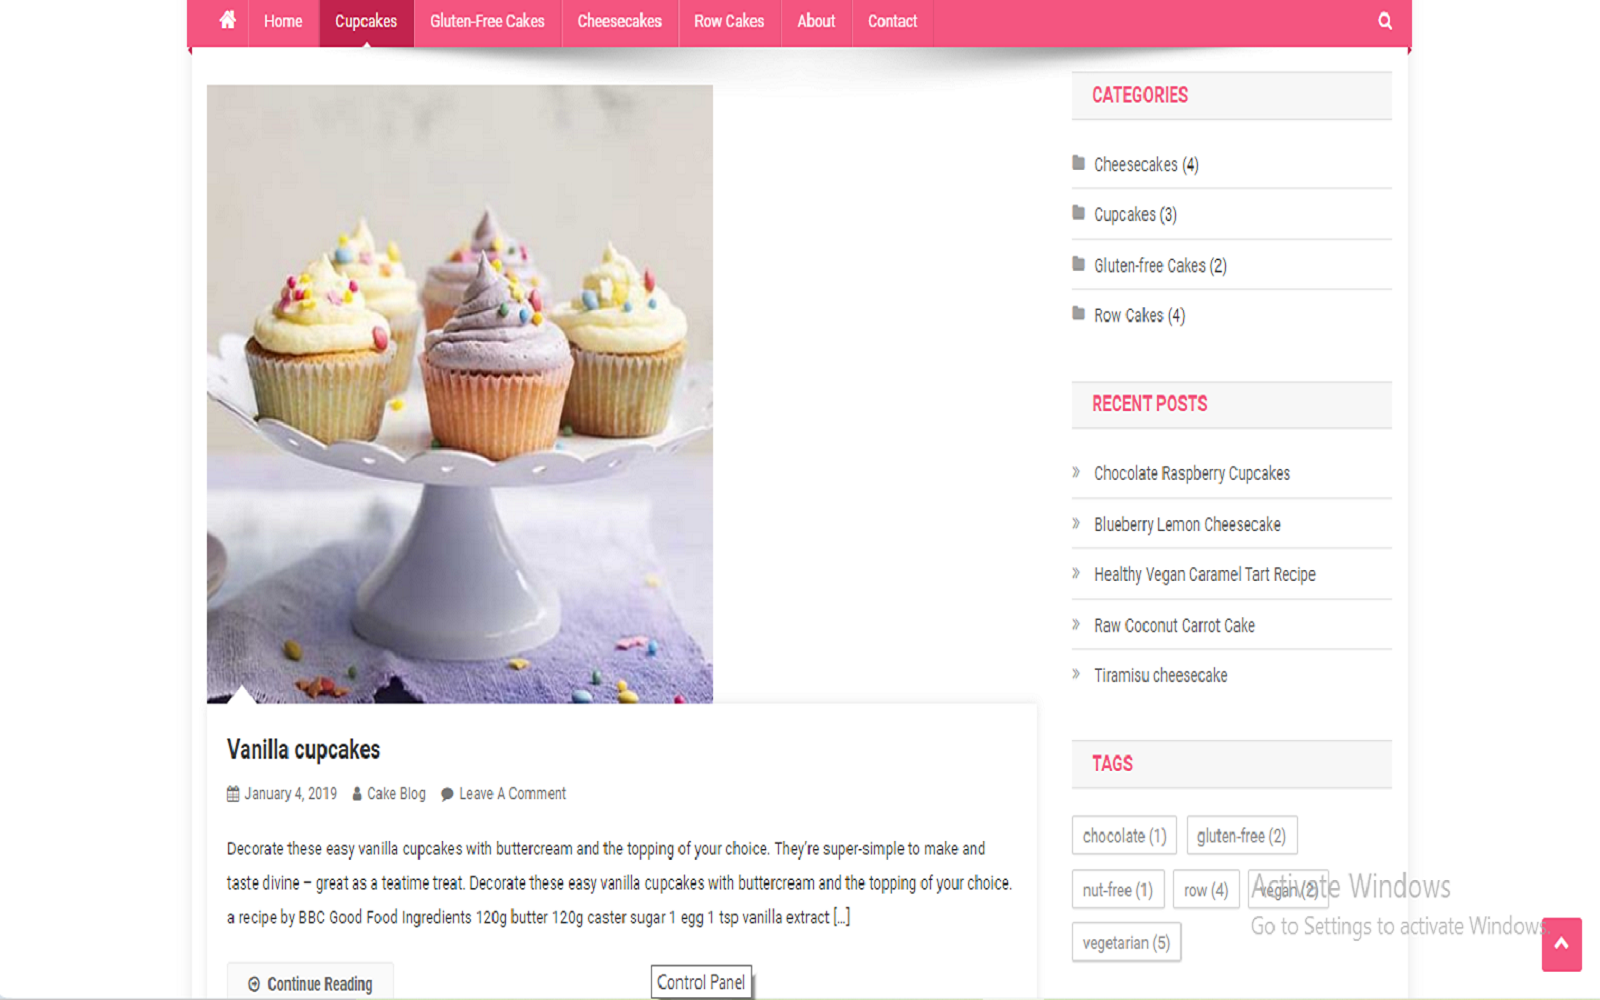 Home Cupcakes Gluten-Free Cakes Cheesecakes Row Cakes About Contact
CATEGORIES
Cheesecakes (4)
Cupcakes (3)
Gluten-free Cakes (2)
Row Cakes (4)
RECENT POSTS
Chocolate Raspberry Cupcakes
Blueberry Lemon Cheesecake
Healthy Vegan Caramel Tart Recipe
Raw Coconut Carrot Cake
Tiramisu cheesecake
TAGS
chocolate (1) gluten-free (2)
nut-free (1) row (4) vegan (2)
vegetarian (5)
Vanilla cupcakes
January 4, 2019 Cake Blog Leave A Comment
Decorate these easy vanilla cupcakes with buttercream and the topping of your choice. They’re super-simple to make and
taste divine – great as a teatime treat. Decorate these easy vanilla cupcakes with buttercream and the topping of your choice.
a recipe by BBC Good Food Ingredients 120g butter 120g caster sugar 1 egg 1 tsp vanilla extract [...]
Continue Reading
Control Panel
Activate Windows
Go to Settings to activate Windows.